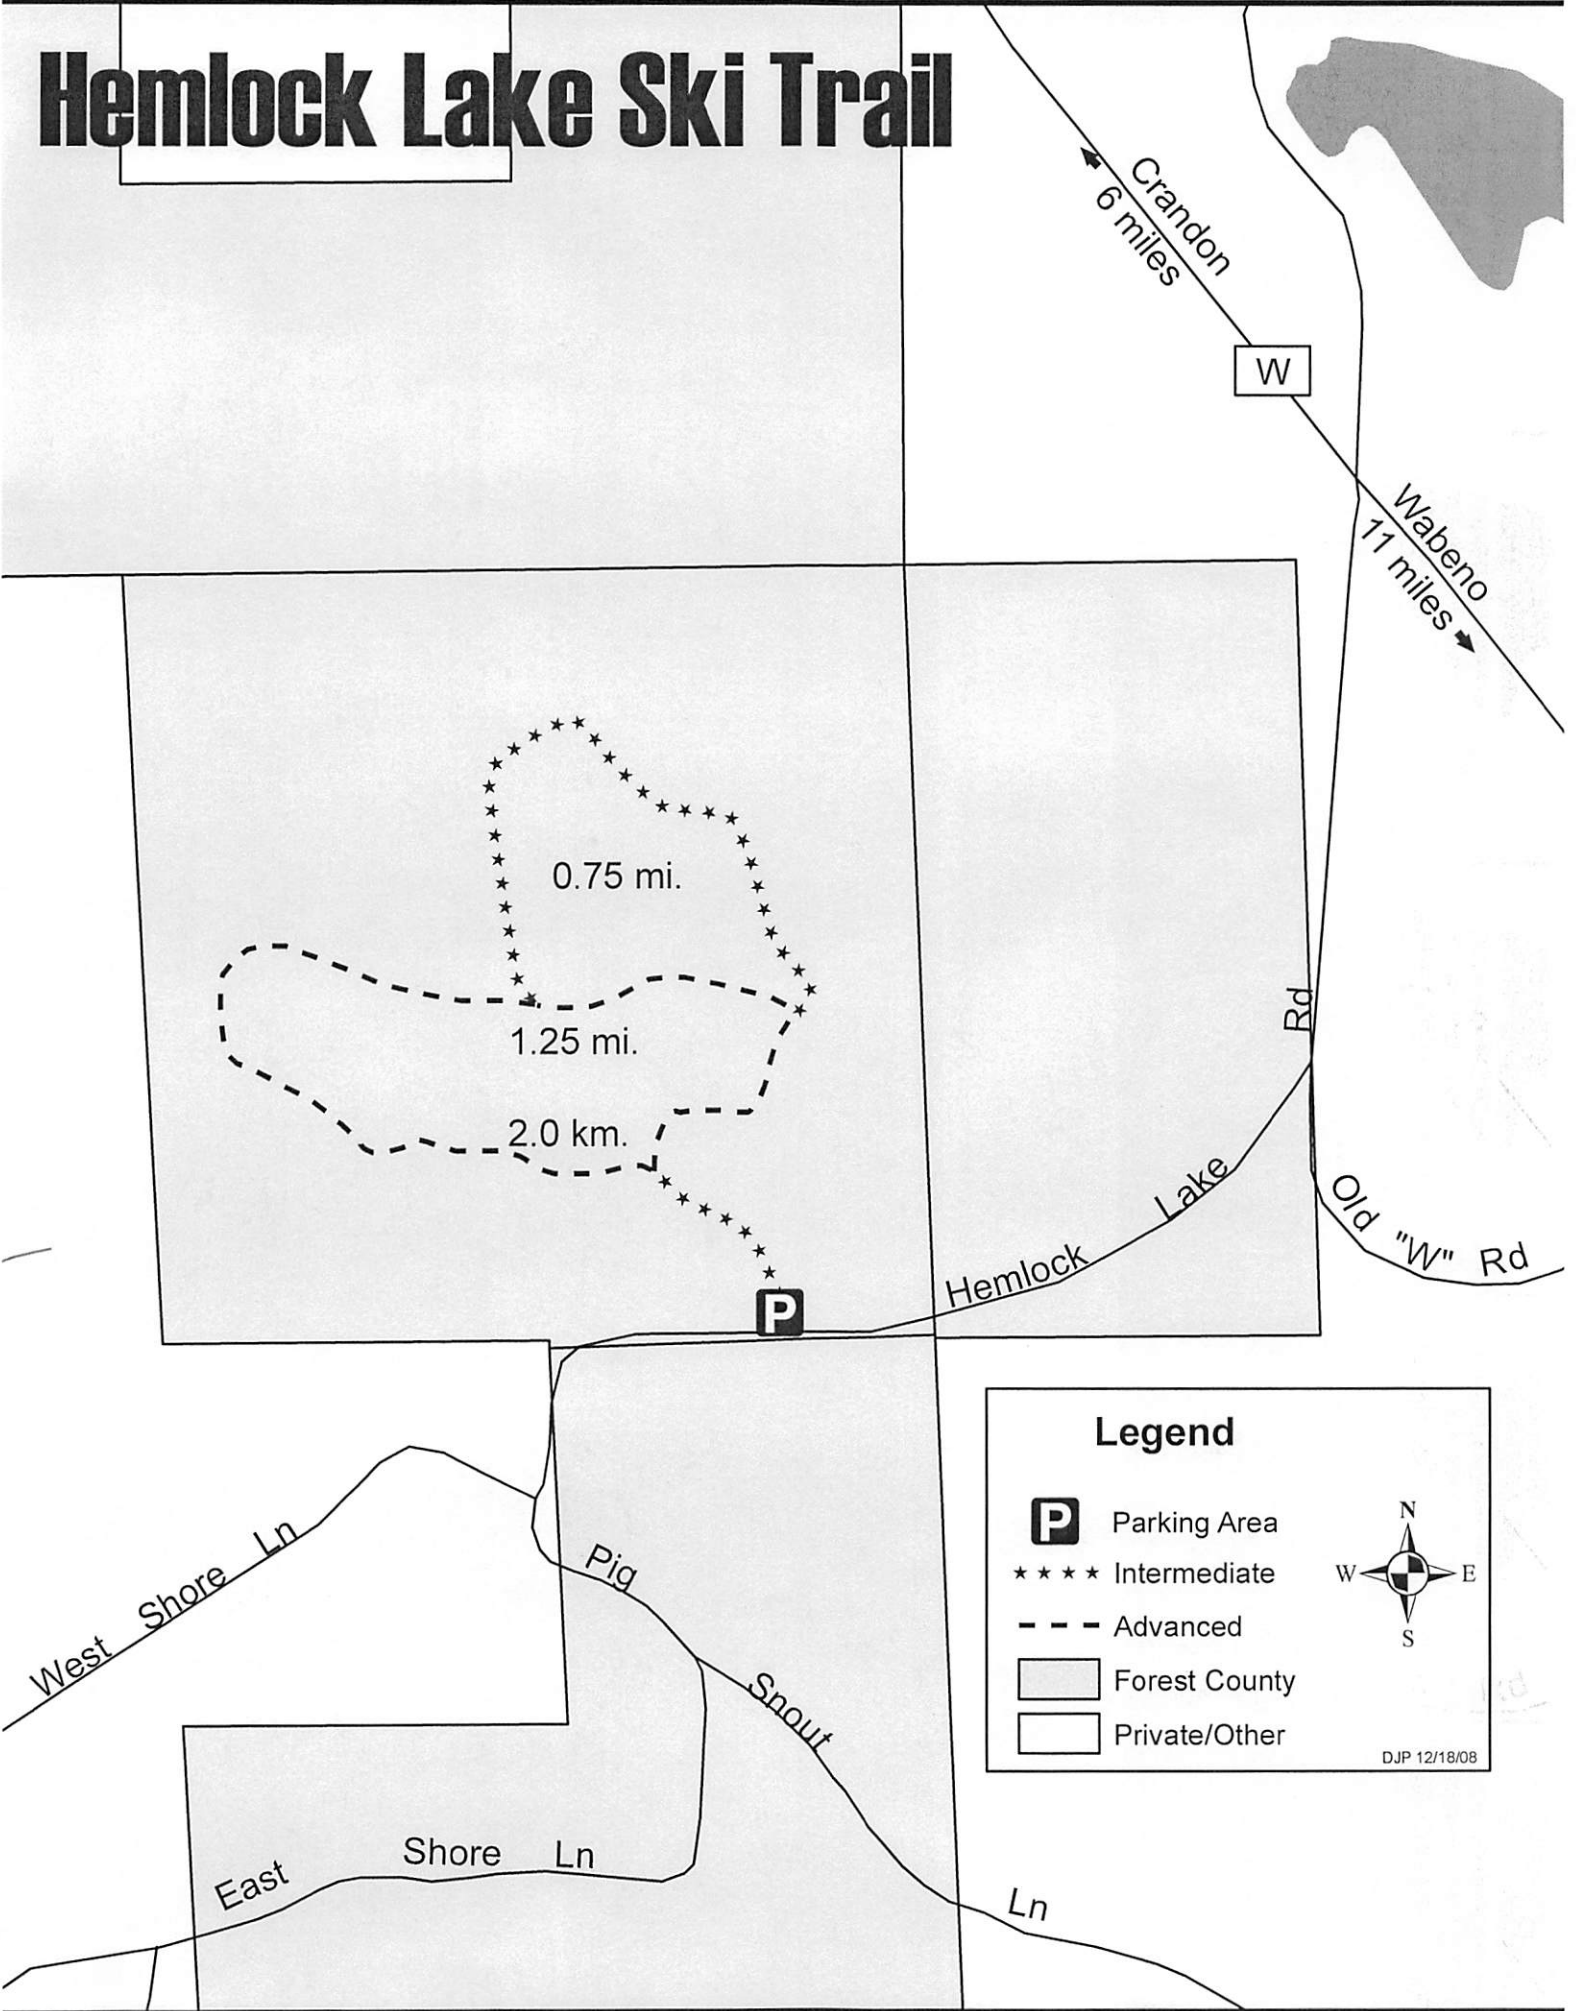 Hemlock Lake Ski Trail
Crandon
6 miles
W
Wabeno
11 miles
0.75 mi.
1.25 mi.
2.0 km.
Rd
Lake
Hemlock
Old "W" Rd
P
Legend
P Parking Area
Intermediate
Advanced
Forest County
Private/Other
N
W E
S
DJP 12/18/08
West Shore Ln
Pig
Snout
Ln
East Shore Ln